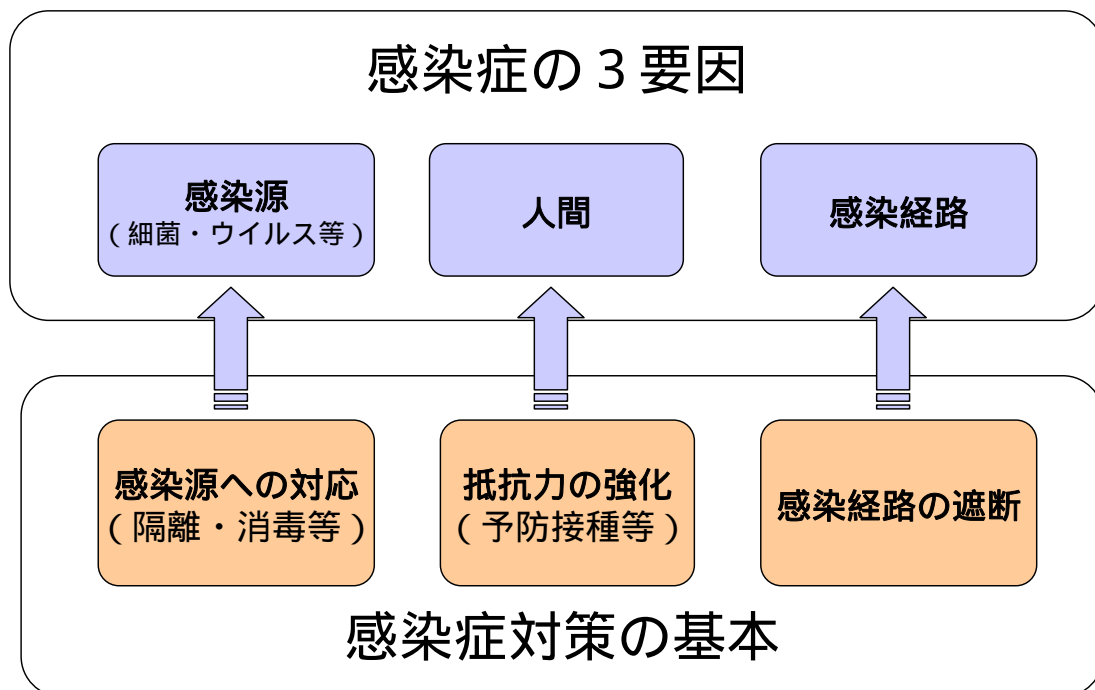 感染症の３要因
感染源
（細菌・ウイルス等）
人間
感染経路
感染源への対応
（隔離・消毒等）
抵抗力の強化
（予防接種等）
感染経路の遮断
感染症対策の基本